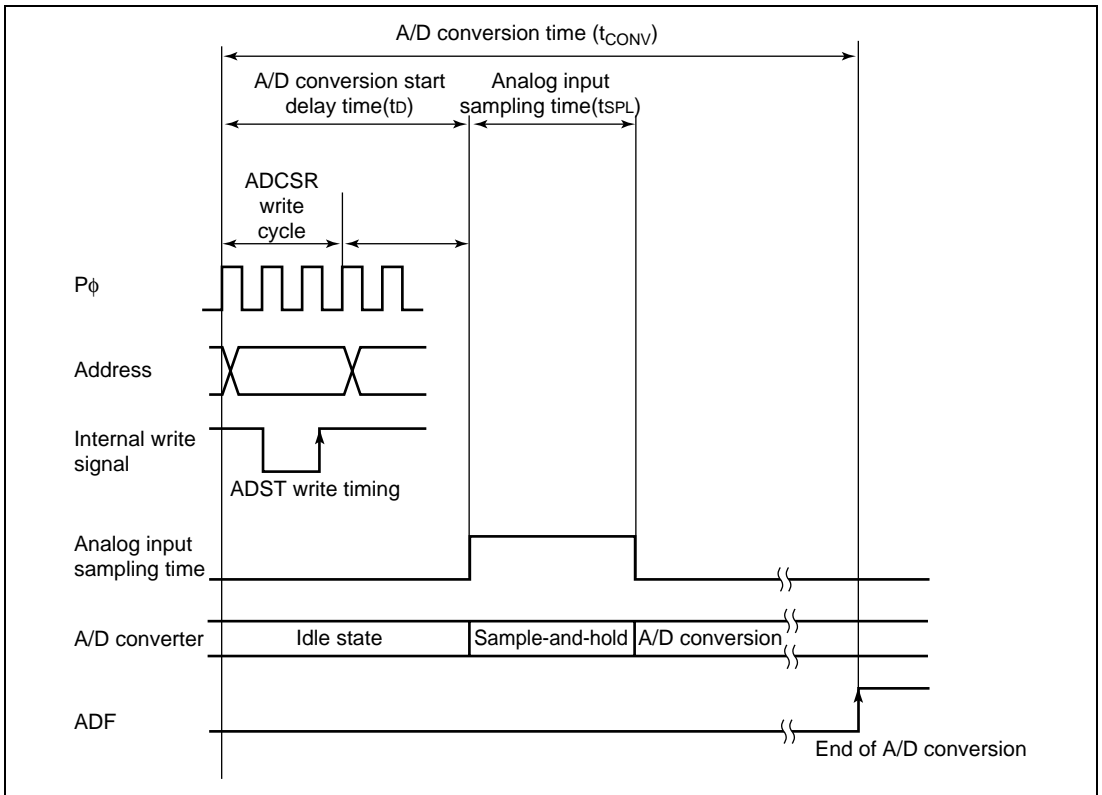 A/D conversion time (tCONV)
A/D conversion start
delay time(tD)
Analog input
sampling time(tSPL)
ADCSR
write
cycle
Pϕ
Address
Internal write
signal
ADST write timing
Analog input
sampling time
A/D converter
Idle state
Sample-and-hold
A/D conversion
ADF
End of A/D conversion